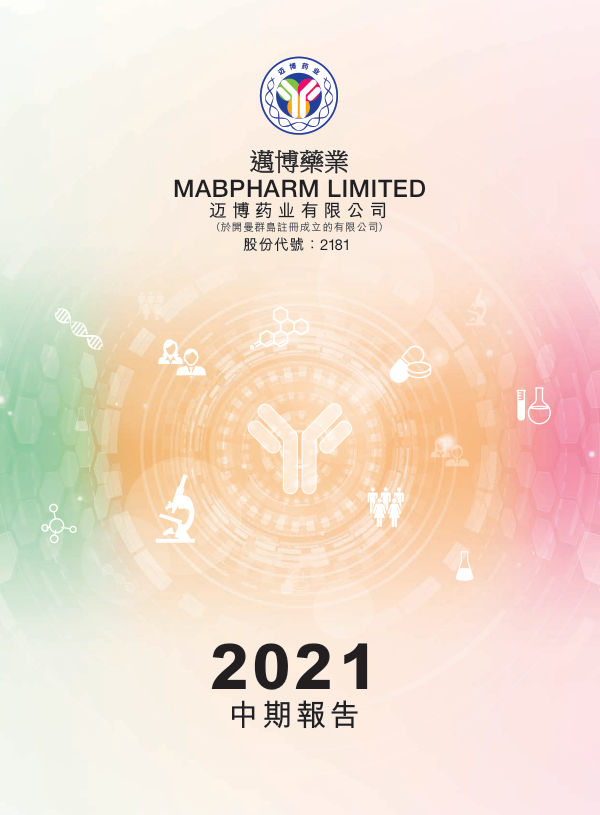 迈博药业
邁博藥業
MABPHARM LIMITED
迈博药业有限公司
(於開曼群島註冊成立的有限公司)
股份代號：2181
2021
中期報告